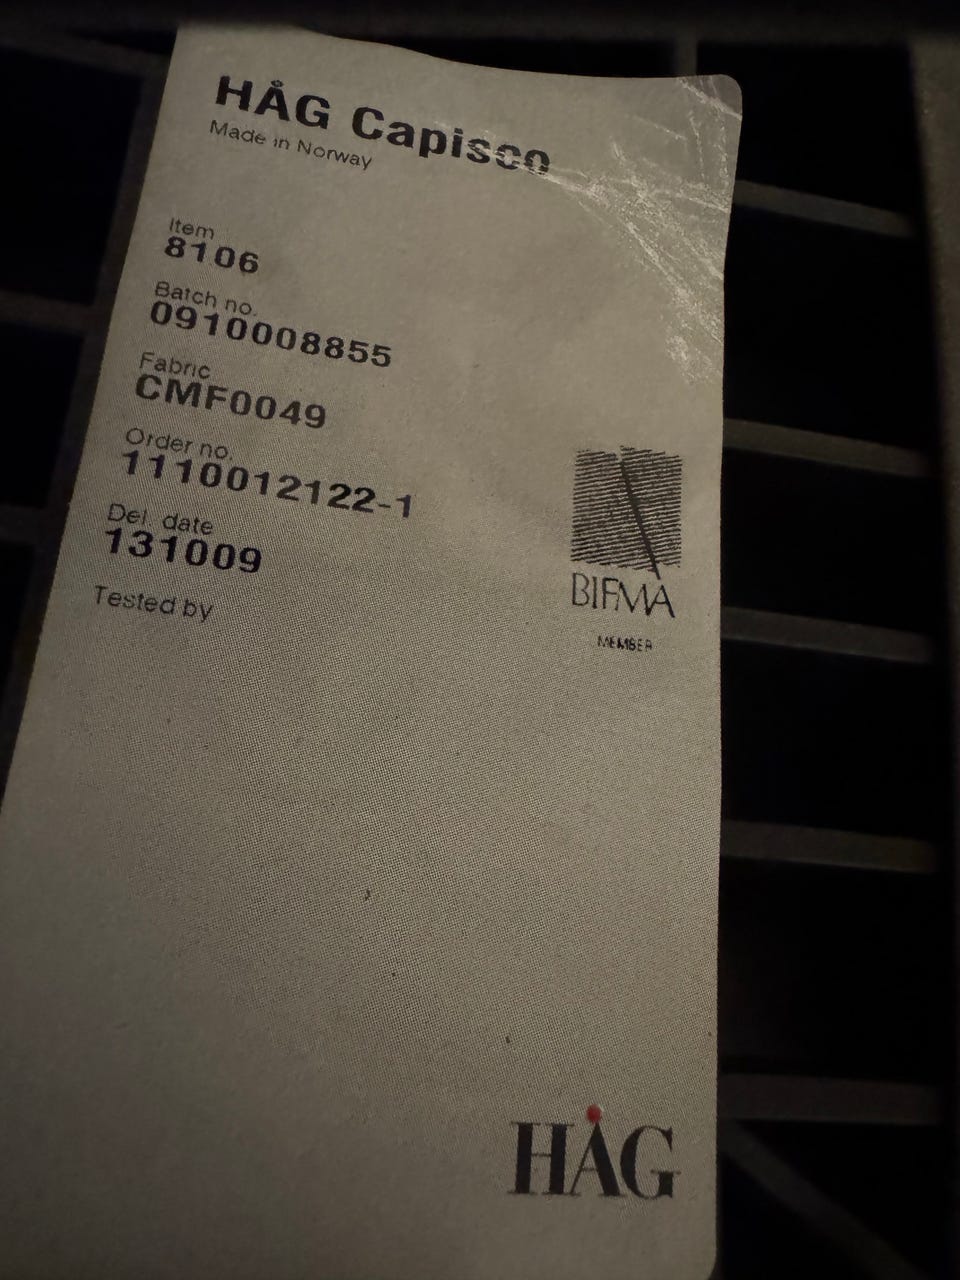 HÅG Capisco
Made in Norway
Item
8106
Batch no.
0910008855
Fabric
CMF0049
Order no.
1110012122-1
Del. date
131009
Tested by
BIFMA
MEMBER
HÅG